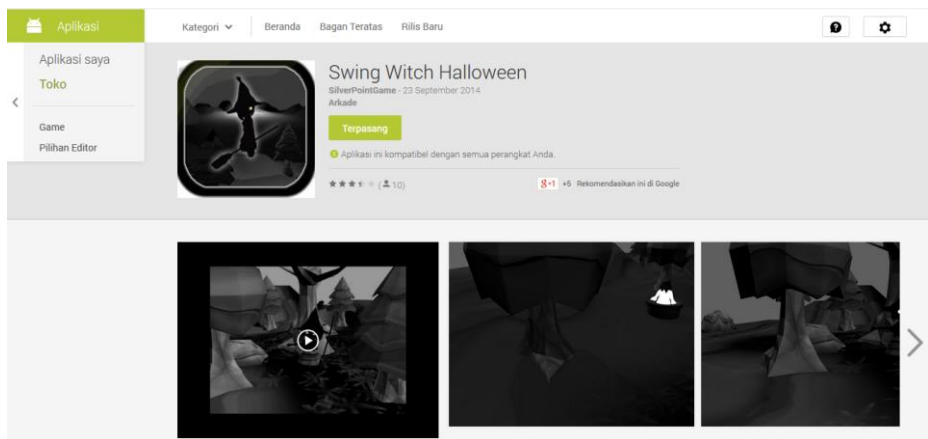 Aplikasi
Kategori Beranda Bagan Teratas Rilis Baru
Aplikasi saya
Toko
Game
Pilihan Editor
Swing Witch Halloween
SilverPointGame - 23 September 2014
Arkade
Terpasang
Aplikasi ini kompatibel dengan semua perangkat Anda.
(10)
g+1 +5 Rekomendasikan ini di Google